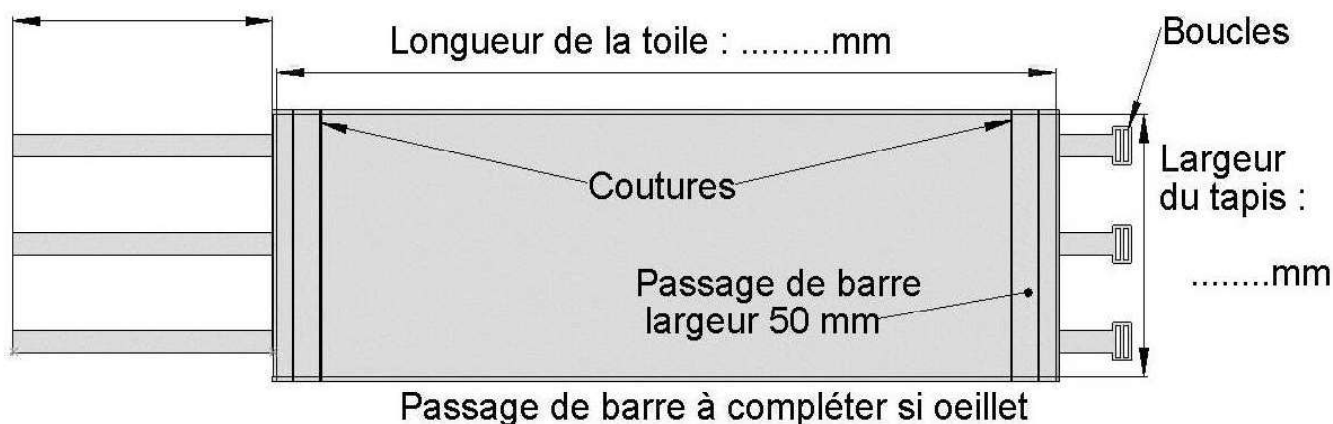 Longueur de la toile : .........mm
Boucles
Coutures
Largeur
du tapis :
........mm
Passage de barre
largeur 50 mm
Passage de barre à compléter si oeillet